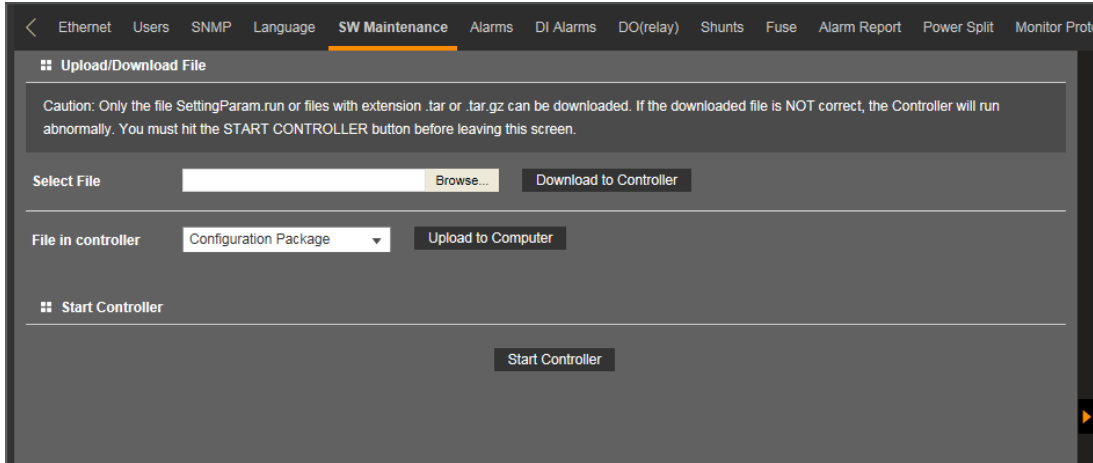 Ethernet Users SNMP Language SW Maintenance Alarms DI Alarms DO(relay) Shunts Fuse Alarm Report Power Split Monitor Prot
Upload/Download File
Caution: Only the file SettingParam.run or files with extension .tar or .tar.gz can be downloaded. If the downloaded file is NOT correct, the Controller will run
abnormally. You must hit the START CONTROLLER button before leaving this screen.
Select File Browse... Download to Controller
File in controller Configuration Package Upload to Computer
Start Controller
Start Controller